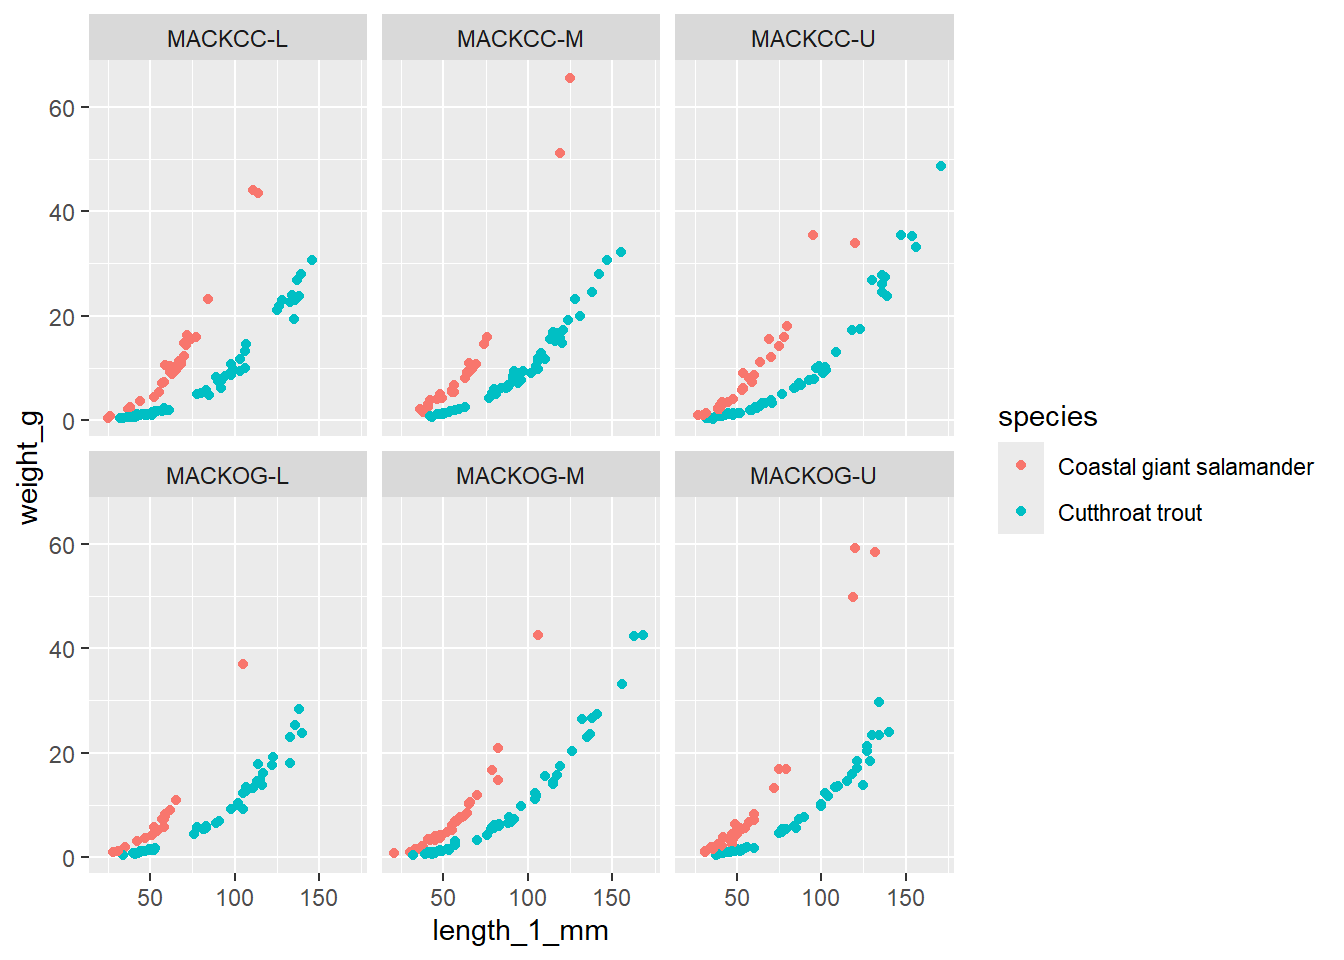 MACKCC-L MACKCC-M MACKCC-U
60
40
20
0
MACKOG-L MACKOG-M MACKOG-U
60
40
20
0
50 100 150 50 100 150 50 100 150
length_1_mm
weight_g
species
Coastal giant salamander
Cutthroat trout